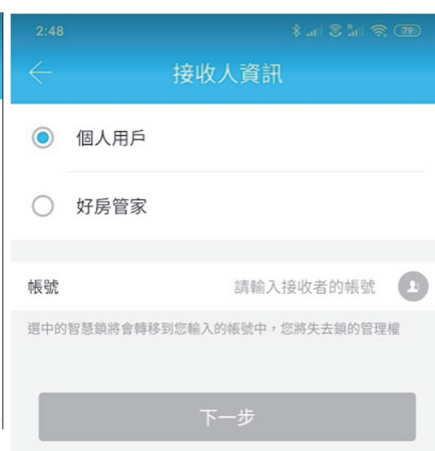 2:48
79
接收人資訊
個人用戶
好房管家
帳號 請輸入接收者的帳號
選中的智慧鎖將會轉移到您輸入的帳號中，您將失去鎖的管理權
下一步